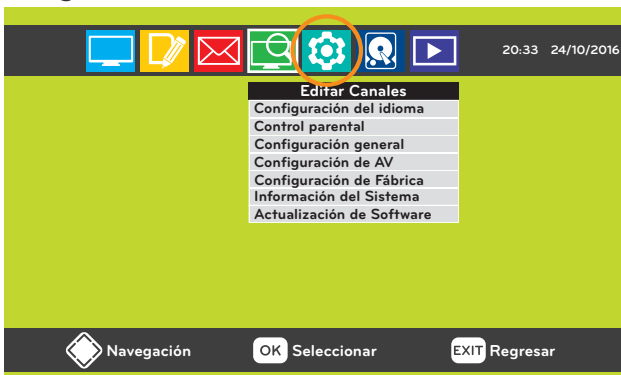 20:33 24/10/2016
Editar Canales
Configuración del idioma
Control parental
Configuración general
Configuración de AV
Configuración de Fábrica
Información del Sistema
Actualización de Software
Navegación OK Seleccionar EXIT Regresar